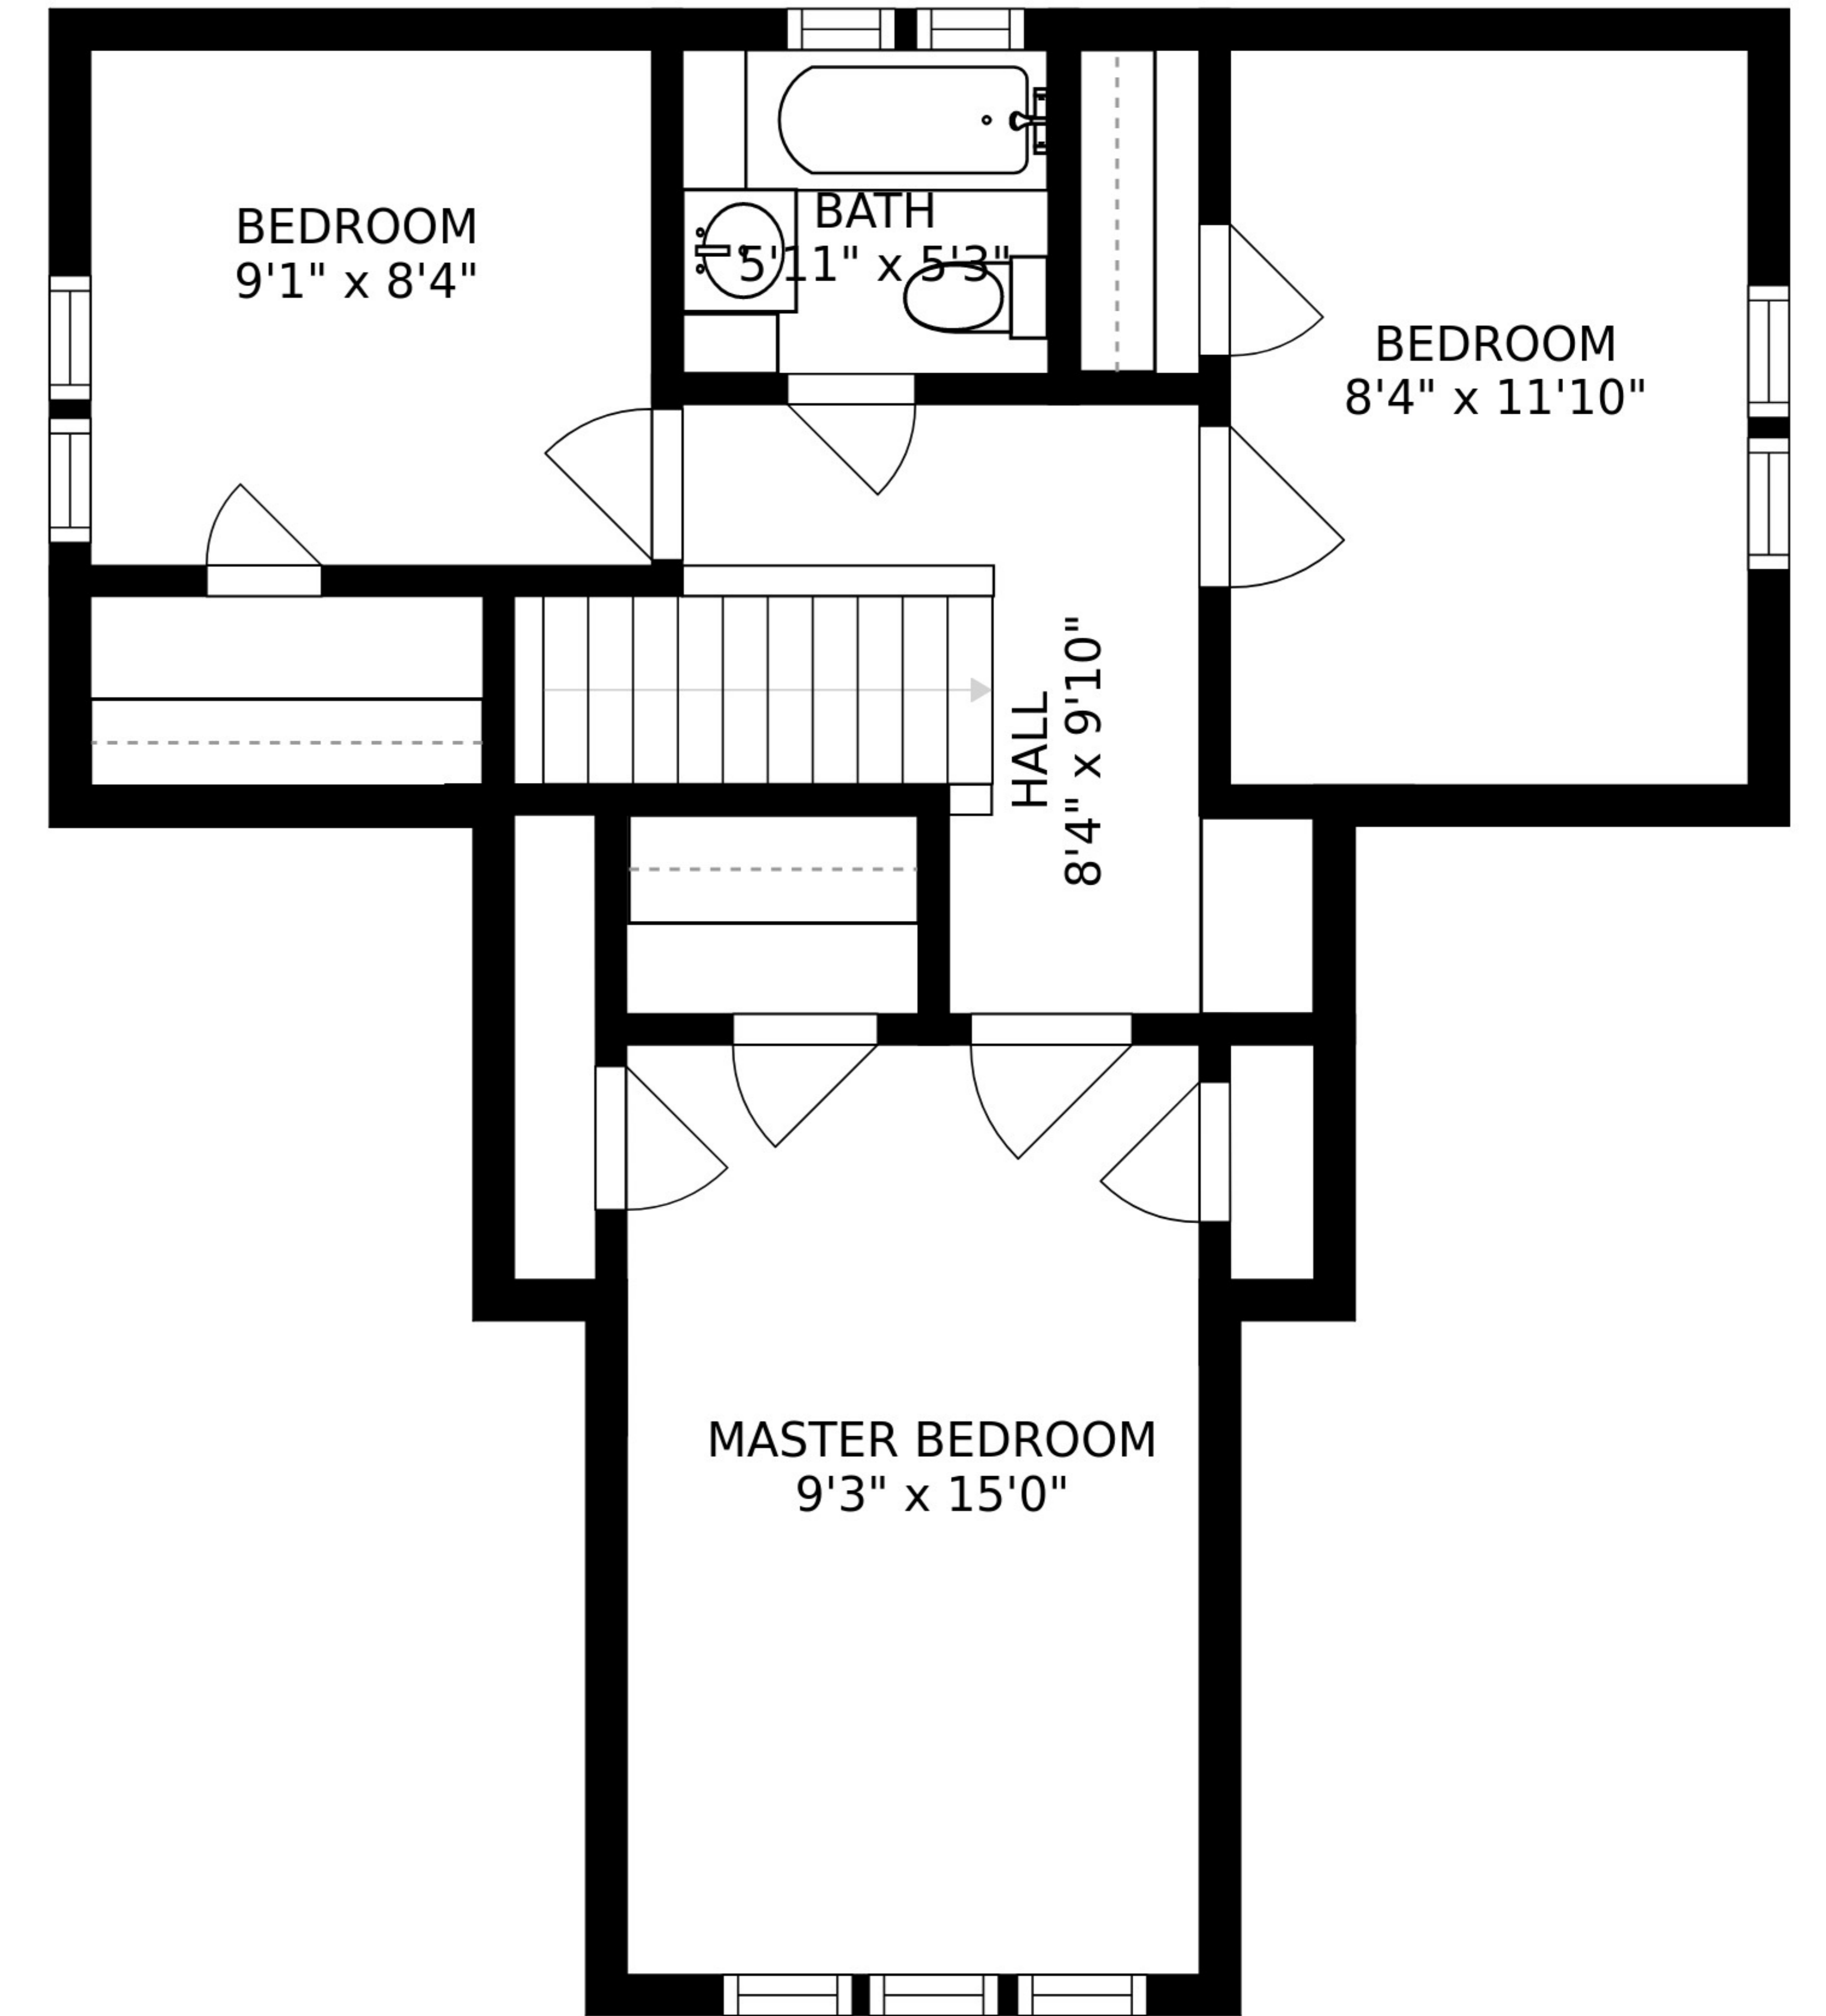 BEDROOM
9'1" x 8'4"
BATH
5'11" x 5'3"
BEDROOM
8'4" x 11'10"
HALL
8'4" x 9'10"
MASTER BEDROOM
9'3" x 15'0"